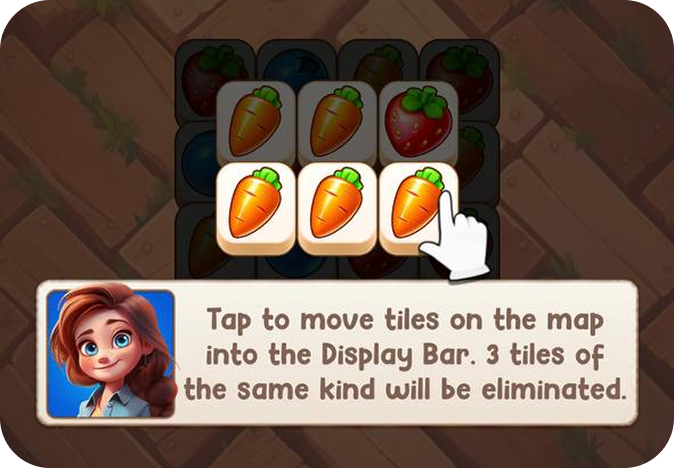 Tap to move tiles on the map
into the Display Bar. 3 tiles of
the same kind will be eliminated.